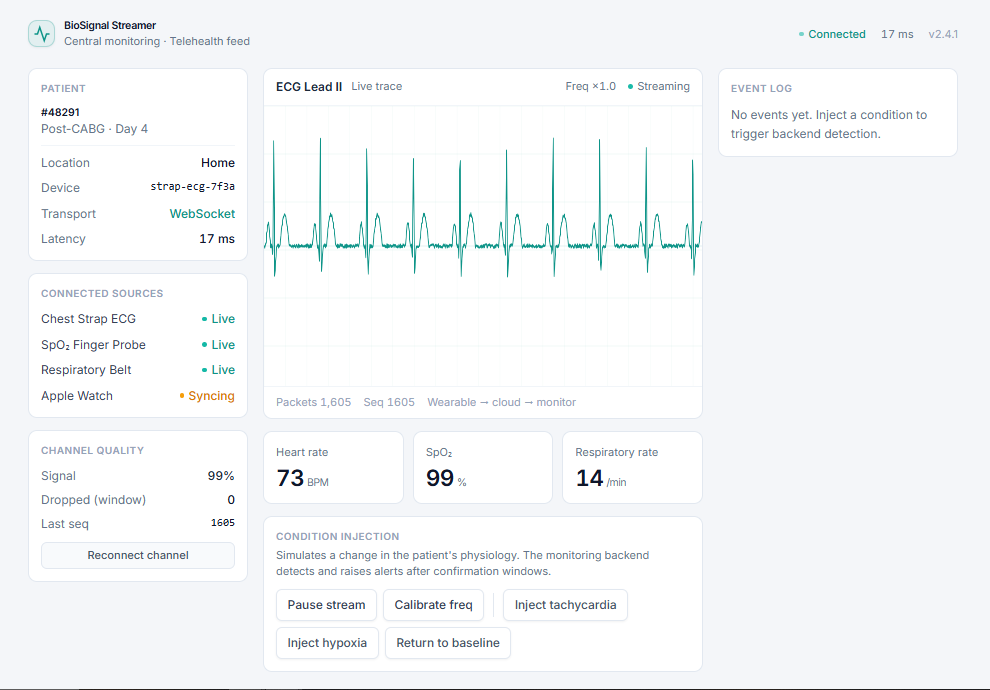 BioSignal Streamer
Central monitoring · Telehealth feed
Connected 17 ms v2.4.1
PATIENT
#48291
Post-CABG · Day 4
Location Home
Device strap-ecg-7f3a
Transport WebSocket
Latency 17 ms
CONNECTED SOURCES
Chest Strap ECG Live
SpO₂ Finger Probe Live
Respiratory Belt Live
Apple Watch Syncing
CHANNEL QUALITY
Signal 99%
Dropped (window) 0
Last seq 1605
Reconnect channel
ECG Lead II Live trace Freq ×1.0 Streaming
Packets 1,605 Seq 1605 Wearable → cloud → monitor
Heart rate
73 BPM
SpO₂
99 %
Respiratory rate
14 /min
CONDITION INJECTION
Simulates a change in the patient's physiology. The monitoring backend
detects and raises alerts after confirmation windows.
Pause stream Calibrate freq Inject tachycardia
Inject hypoxia Return to baseline
EVENT LOG
No events yet. Inject a condition to
trigger backend detection.